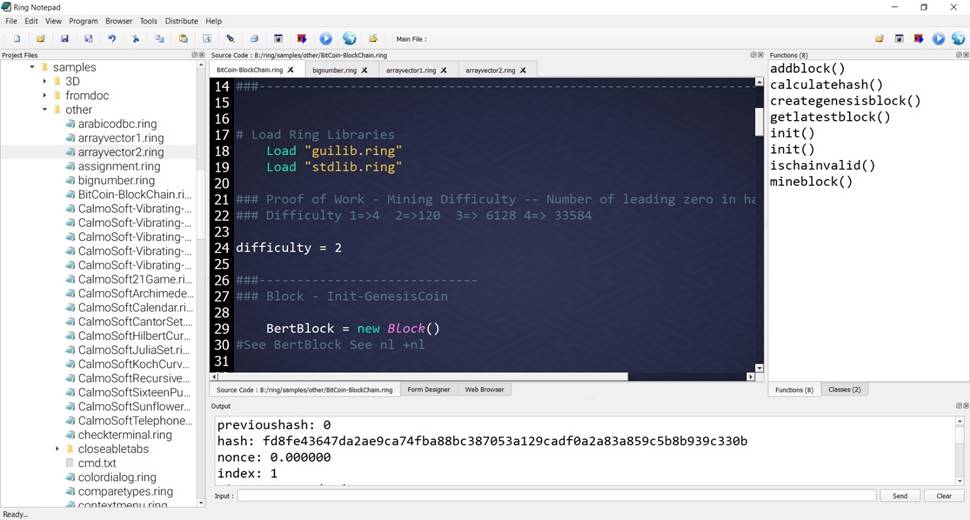 Ring Notepad
File Edit View Program Browser Tools Distribute Help
Main File :
Project Files
samples
3D
fromdoc
other
arabicodbc.ring
arrayvector1.ring
arrayvector2.ring
assignment.ring
bignumber.ring
BitCoin-BlockChain.ri...
CalmoSoft-Vibrating-...
CalmoSoft-Vibrating-...
CalmoSoft-Vibrating-...
CalmoSoft-Vibrating-...
CalmoSoft-Vibrating-...
CalmoSoft21Game.ri...
CalmoSoftArchimede...
CalmoSoftCalendar.ri...
CalmoSoftCantorSet....
CalmoSoftHilbertCur...
CalmoSoftJuliaSet.ri...
CalmoSoftKochCurv...
CalmoSoftRecursive...
CalmoSoftSixteenPu...
CalmoSoftSunflower...
CalmoSoftTelephone...
checkterminal.ring
closeabletabs
cmd.txt
colordialog.ring
comparetypes.ring
contextmenu.ring
Source Code : B:/ring/samples/other/BitCoin-BlockChain.ring
BitCoin-BlockChain.ring bignumber.ring arrayvector1.ring arrayvector2.ring
14 ###------------------------------------------------------------------
15
16
17 # Load Ring Libraries
18 Load "guilib.ring"
19 Load "stdlib.ring"
20
21 ### Proof of Work - Mining Difficulty -- Number of leading zero in ha
22 ### Difficulty 1=>4 2=>120 3=> 6128 4=> 33584
23
24 difficulty = 2
25
26 ###-----------------------------
27 ### Block - Init-GenesisCoin
28
29 BertBlock = new Block()
30 #See BertBlock See nl +nl
31
Source Code : B:/ring/samples/other/BitCoin-BlockChain.ring Form Designer Web Browser
Functions (8)
addblock()
calculatehash()
creategenesisblock()
getlatestblock()
init()
init()
ischainvalid()
mineblock()
Functions (8) Classes (2)
Output
previoushash: 0
hash: fd8fe43647da2ae9ca74fba88bc387053a129cadf0a2a83a859c5b8b939c330b
nonce: 0.000000
index: 1
Input :
Send Clear
Ready...